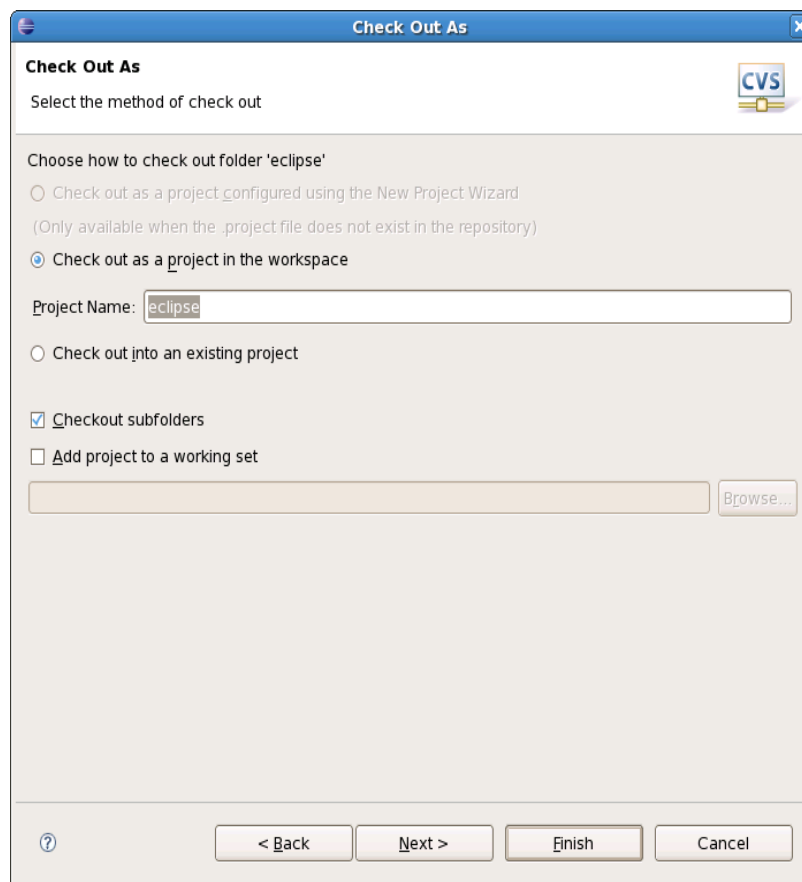 Check Out As
Check Out As
Select the method of check out
CVS
Choose how to check out folder 'eclipse'
Check out as a project configured using the New Project Wizard
(Only available when the .project file does not exist in the repository)
Check out as a project in the workspace
Project Name: eclipse
Check out into an existing project
Checkout subfolders
Add project to a working set
Browse...
? < Back Next > Finish Cancel